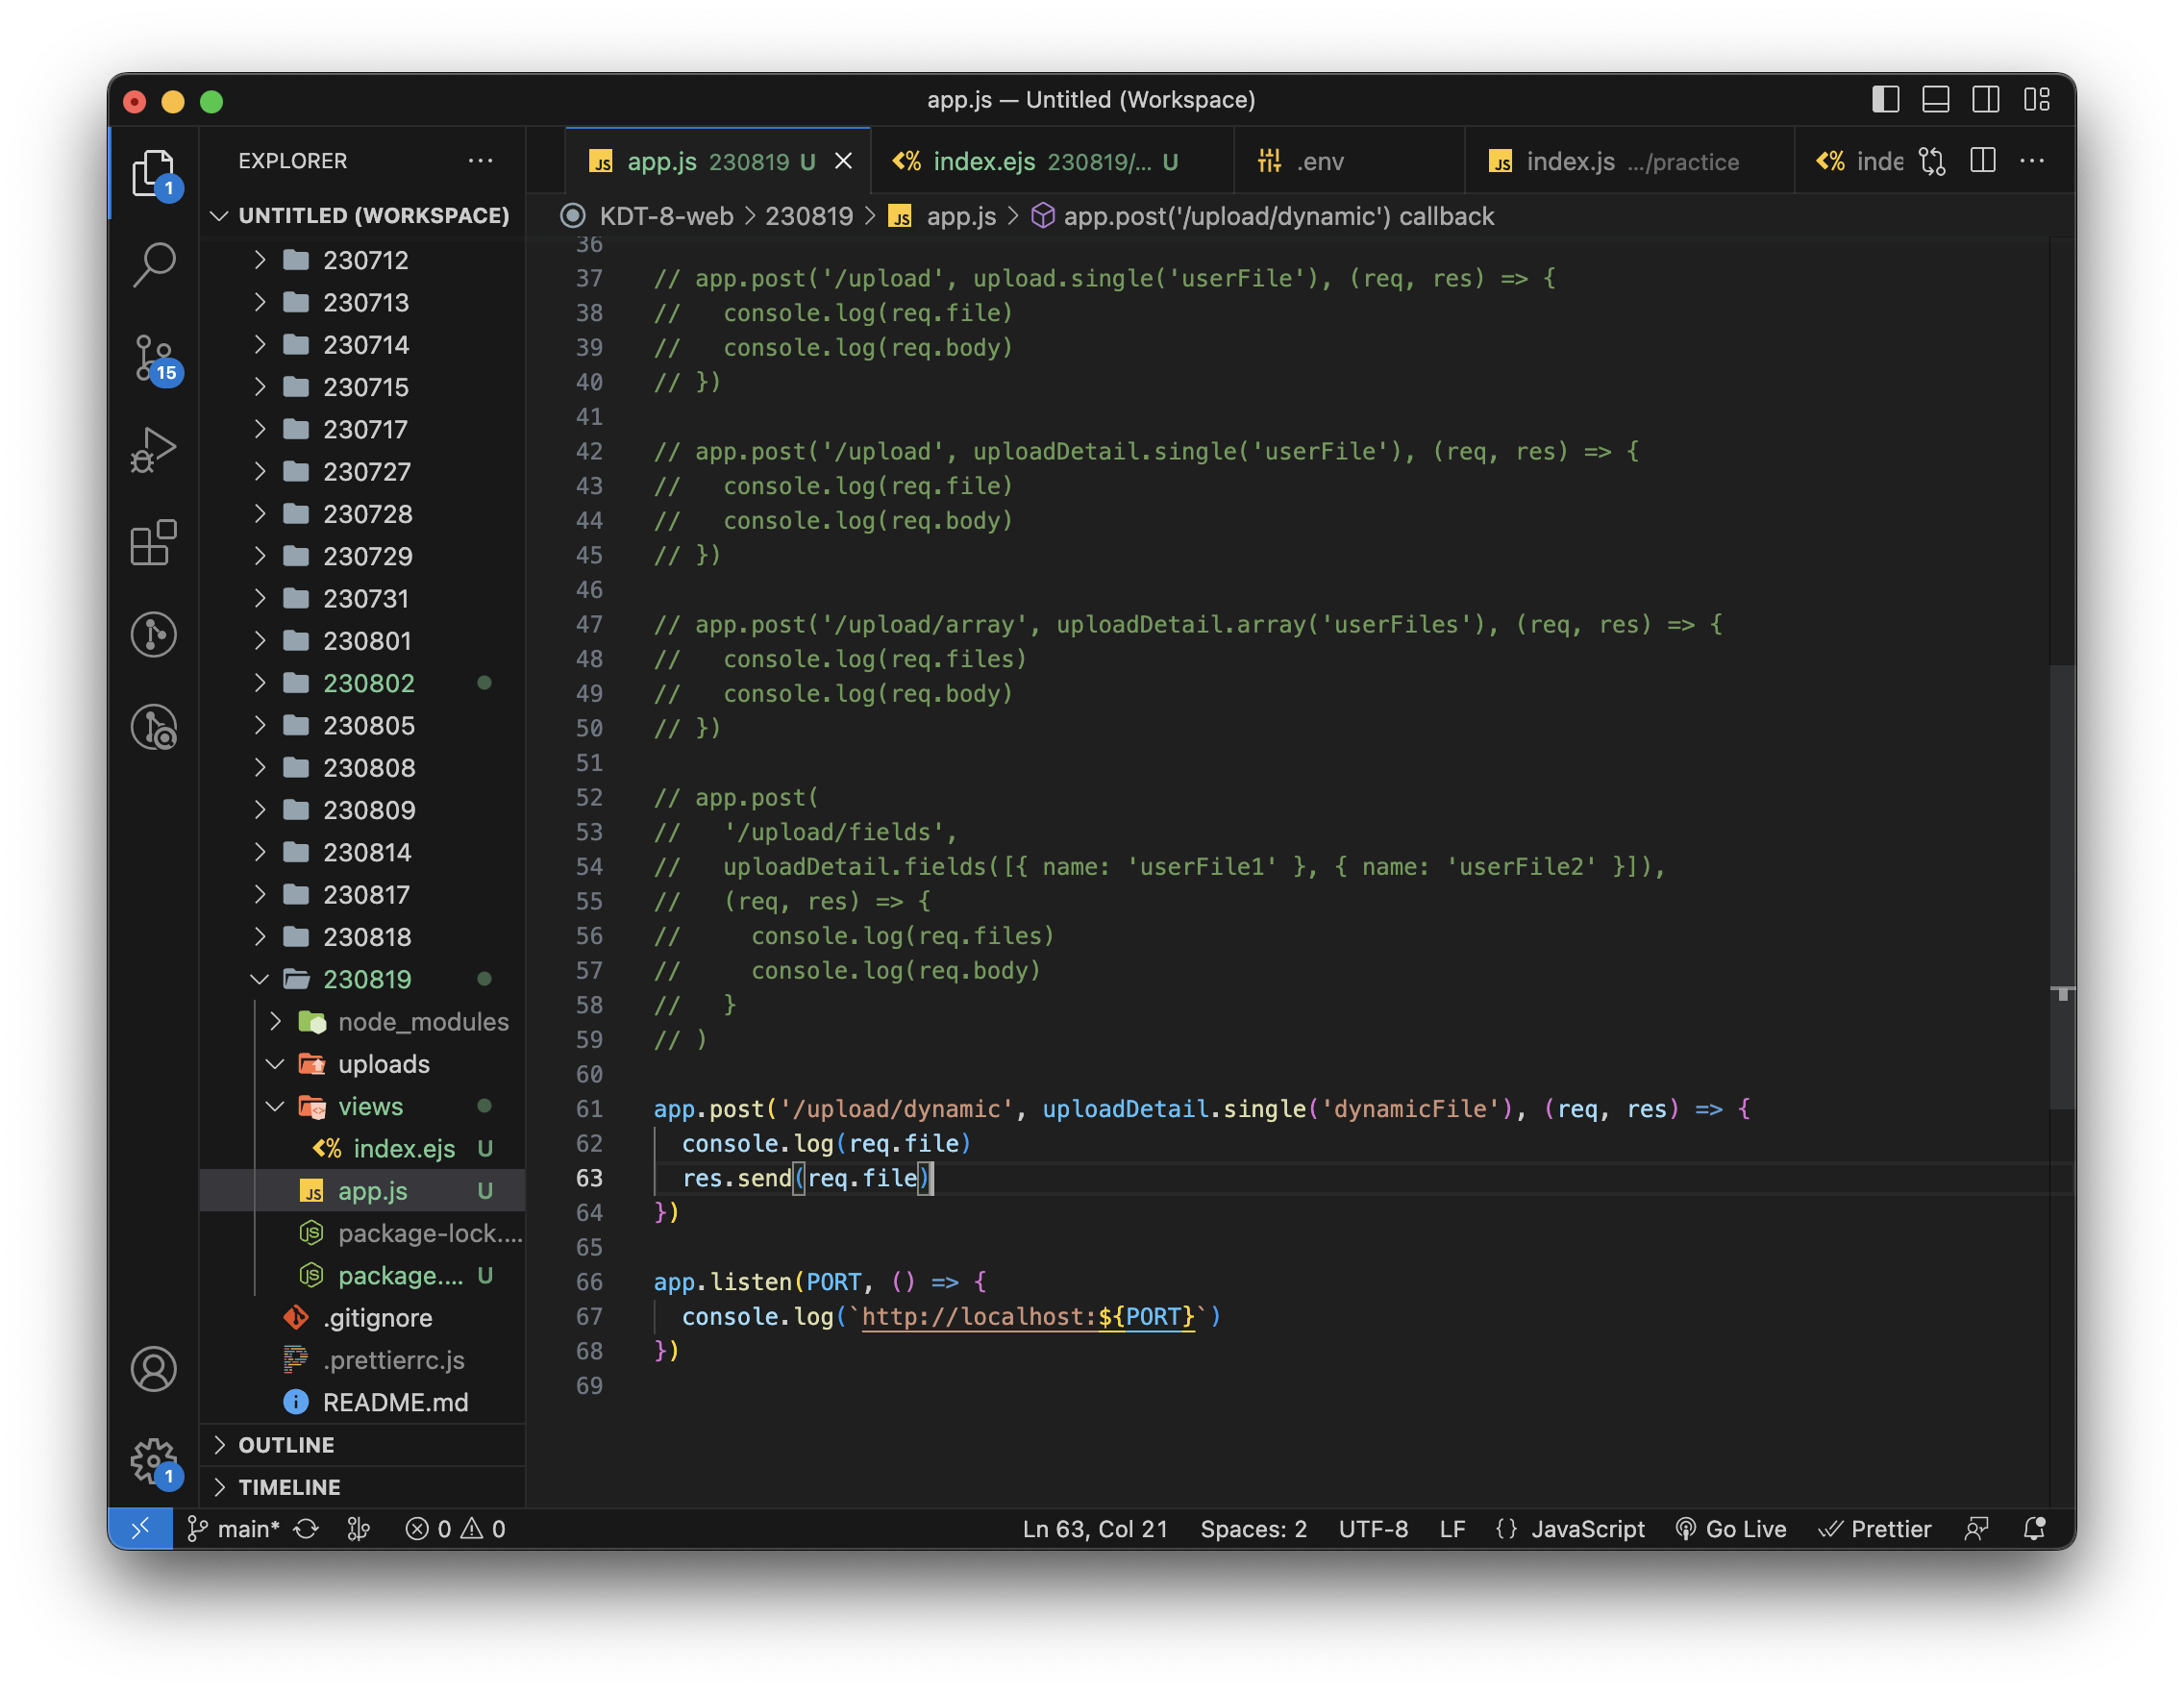 app.js — Untitled (Workspace)
EXPLORER
UNTITLED (WORKSPACE)
230712
230713
230714
230715
230717
230727
230728
230729
230731
230801
230802
230805
230808
230809
230814
230817
230818
230819
node_modules
uploads
views
index.ejs U
app.js U
package-lock....
package.... U
.gitignore
.prettierrc.js
README.md
OUTLINE
TIMELINE
1
15
1
app.js 230819 U
index.ejs 230819/... U
.env
index.js .../practice
inde
KDT-8-web > 230819 > app.js > app.post('/upload/dynamic') callback
36
37 // app.post('/upload', upload.single('userFile'), (req, res) => {
38 //   console.log(req.file)
39 //   console.log(req.body)
40 // })
41
42 // app.post('/upload', uploadDetail.single('userFile'), (req, res) => {
43 //   console.log(req.file)
44 //   console.log(req.body)
45 // })
46
47 // app.post('/upload/array', uploadDetail.array('userFiles'), (req, res) => {
48 //   console.log(req.files)
49 //   console.log(req.body)
50 // })
51
52 // app.post(
53 //   '/upload/fields',
54 //   uploadDetail.fields([{ name: 'userFile1' }, { name: 'userFile2' }]),
55 //   (req, res) => {
56 //     console.log(req.files)
57 //     console.log(req.body)
58 //   }
59 // )
60
61 app.post('/upload/dynamic', uploadDetail.single('dynamicFile'), (req, res) => {
62   console.log(req.file)
63   res.send(req.file)
64 })
65
66 app.listen(PORT, () => {
67   console.log(`http://localhost:${PORT}`)
68 })
69
main* 0 0 Ln 63, Col 21 Spaces: 2 UTF-8 LF {} JavaScript Go Live Prettier